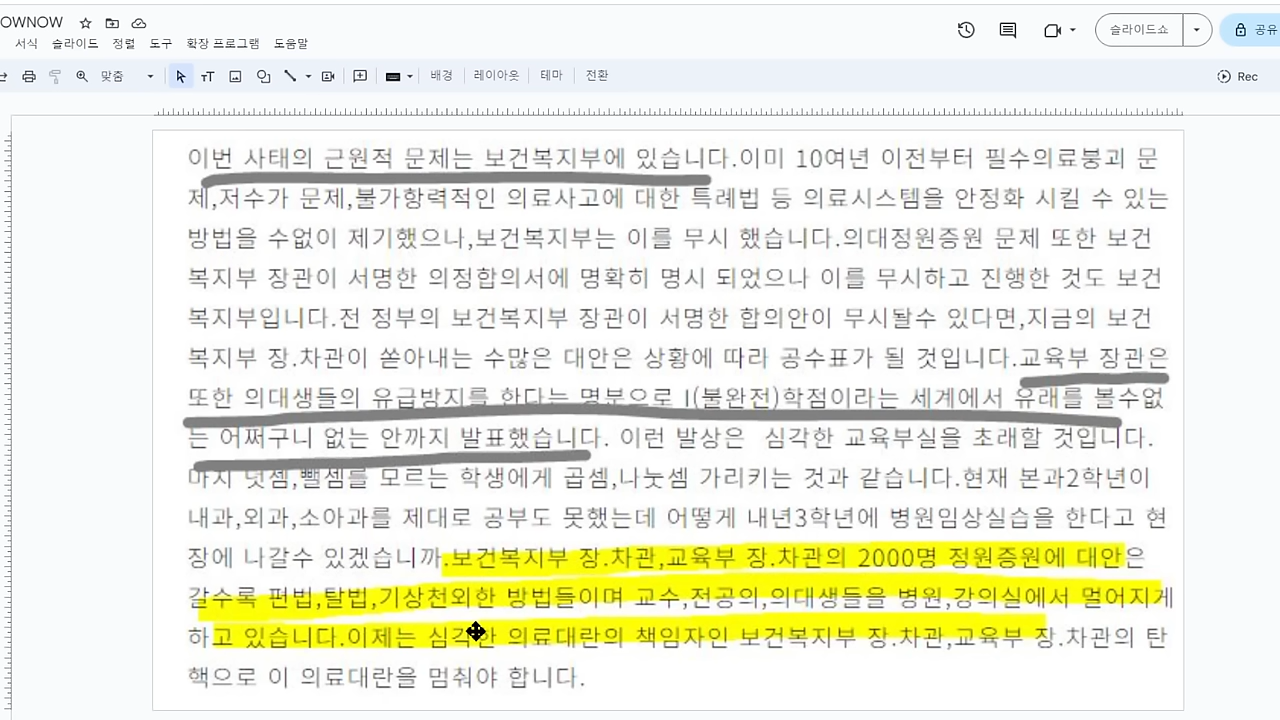 OWNOW
서식 슬라이드 정렬 도구 확장 프로그램 도움말
슬라이드쇼
공유
맞춤
배경 레이아웃 테마 전환
Rec
이번 사태의 근원적 문제는 보건복지부에 있습니다.이미 10여년 이전부터 필수의료붕괴 문
제,저수가 문제,불가항력적인 의료사고에 대한 특례법 등 의료시스템을 안정화 시킬 수 있는
방법을 수없이 제기했으나,보건복지부는 이를 무시 했습니다.의대정원증원 문제 또한 보건
복지부 장관이 서명한 의정합의서에 명확히 명시 되었으나 이를 무시하고 진행한 것도 보건
복지부입니다.전 정부의 보건복지부 장관이 서명한 합의안이 무시돨수 있다면,지금의 보건
복지부 장.차관이 쏟아내는 수많은 대안은 상황에 따라 공수표가 될 것입니다.교육부 장관은
또한 의대생들의 유급방지를 한다는 명분으로 I(불완전)학점이라는 세계에서 유래를 볼수없
는 어쩌구니 없는 안까지 발표했습니다. 이런 발상은 심각한 교육부실을 초래할 것입니다.
마치 덧셈,뺄셈를 모르는 학생에게 곱셈,나눗셈 가리키는 것과 같습니다.현재 본과2학년이
내과,외과,소아과를 제대로 공부도 못했는데 어떻게 내년3학년에 병원임상실습을 한다고 현
장에 나갈수 있겠습니까.보건복지부 장.차관,교육부 장.차관의 2000명 정원증원에 대안은
갈수록 편법,탈법,기상천외한 방법들이며 교수,전공의,의대생들을 병원,강의실에서 멀어지게
하고 있습니다.이제는 심각한 의료대란의 책임자인 보건복지부 장.차관,교육부 장.차관의 탄
핵으로 이 의료대란을 멈춰야 합니다.